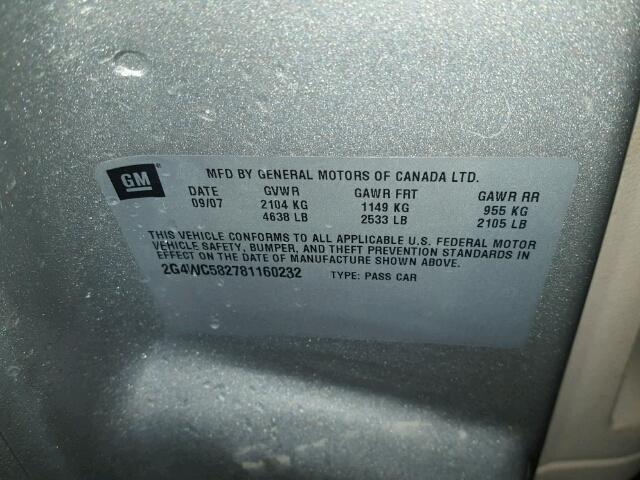 GM
MFD BY GENERAL MOTORS OF CANADA LTD.
DATE GVWR GAWR FRT GAWR RR
09/07 2104 KG 1149 KG 955 KG
4638 LB 2533 LB 2105 LB
THIS VEHICLE CONFORMS TO ALL APPLICABLE U.S. FEDERAL MOTOR
VEHICLE SAFETY, BUMPER, AND THEFT PREVENTION STANDARDS IN
EFFECT ON THE DATE OF MANUFACTURE SHOWN ABOVE.
2G4WC582781160232 TYPE: PASS CAR